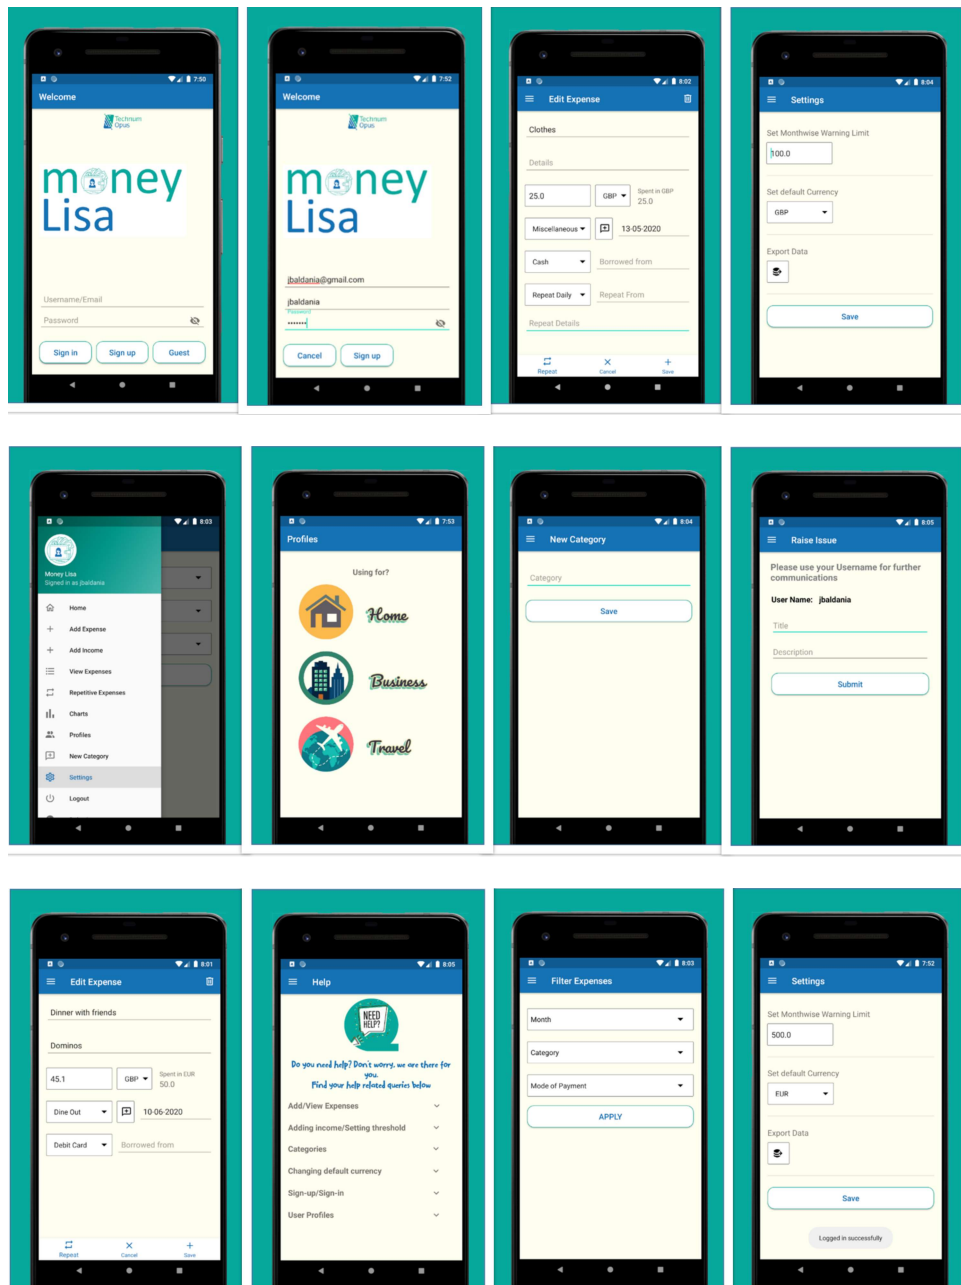 7:50
Welcome
Technum
Opus
money
Lisa
Username/Email
Password
Sign in Sign up Guest
7:52
Welcome
Technum
Opus
money
Lisa
jbaldania@gmail.com
jbaldania
Password
Cancel Sign up
8:02
Edit Expense
Clothes
Details
25.0 GBP Spent in GBP
25.0
Miscellaneous 13-05-2020
Cash Borrowed from
Repeat Daily Repeat From
Repeat Details
Repeat Cancel Save
8:04
Settings
Set Monthwise Warning Limit
100.0
Set default Currency
GBP
Export Data
Save
8:03
Money Lisa
Signed in as jbaldania
Home
Add Expense
Add Income
View Expenses
Repetitive Expenses
Charts
Profiles
New Category
Settings
Logout
7:53
Profiles
Using for?
Home
Business
Travel
8:04
New Category
Category
Save
8:05
Raise Issue
Please use your Username for further
communications
User Name: jbaldania
Title
Description
Submit
8:01
Edit Expense
Dinner with friends
Dominos
45.1 GBP Spent in EUR
50.0
Dine Out 10-06-2020
Debit Card Borrowed from
Repeat Cancel Save
8:05
Help
NEED
HELP?
Do you need help? Don't worry, we are there for
you.
Find your help related queries below
Add/View Expenses
Adding income/Setting threshold
Categories
Changing default currency
Sign-up/Sign-in
User Profiles
8:03
Filter Expenses
Month
Category
Mode of Payment
APPLY
7:52
Settings
Set Monthwise Warning Limit
500.0
Set default Currency
EUR
Export Data
Save
Logged in successfully